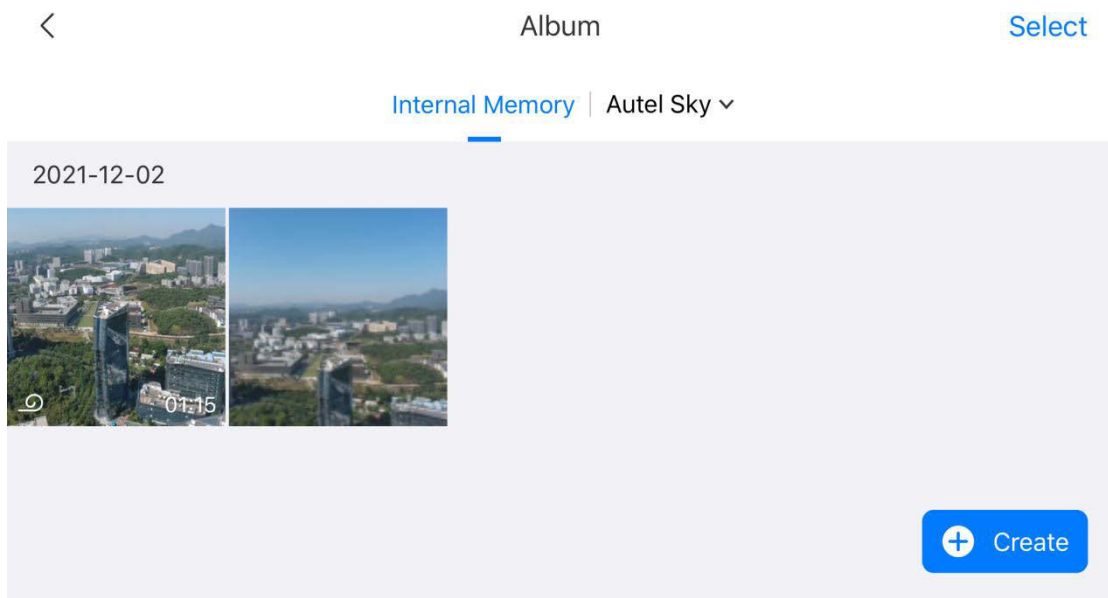 Album
Select
Internal Memory
Autel Sky
2021-12-02
01:15
Create